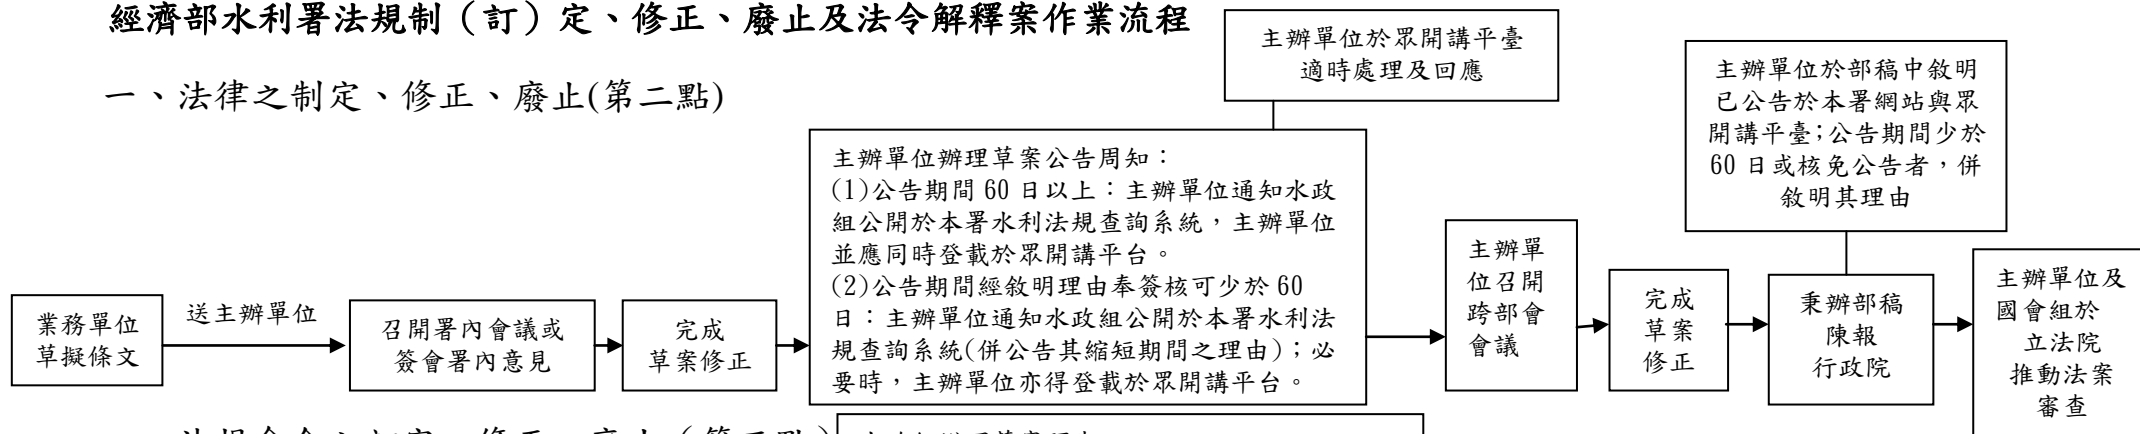 經濟部水利署法規制（訂）定、修正、廢止及法令解釋案作業流程
一、法律之制定、修正、廢止(第二點)
主辦單位於眾開講平臺
適時處理及回應
主辦單位於部稿中敘明
已公告於本署網站與眾
開講平臺;公告期間少於
60 日或核免公告者，併
敘明其理由
業務單位
草擬條文
送主辦單位
召開署內會議或
簽會署內意見
完成
草案修正
主辦單位辦理草案公告周知：
(1)公告期間 60 日以上：主辦單位通知水政
組公開於本署水利法規查詢系統，主辦單位
並應同時登載於眾開講平台。
(2)公告期間經敘明理由奉簽核可少於 60
日：主辦單位通知水政組公開於本署水利法
規查詢系統(併公告其縮短期間之理由)；必
要時，主辦單位亦得登載於眾開講平台。
主辦單
位召開
跨部會
會議
完成
草案
修正
秉辦部稿
陳報
行政院
主辦單位及
國會組於
立法院
推動法案
審查